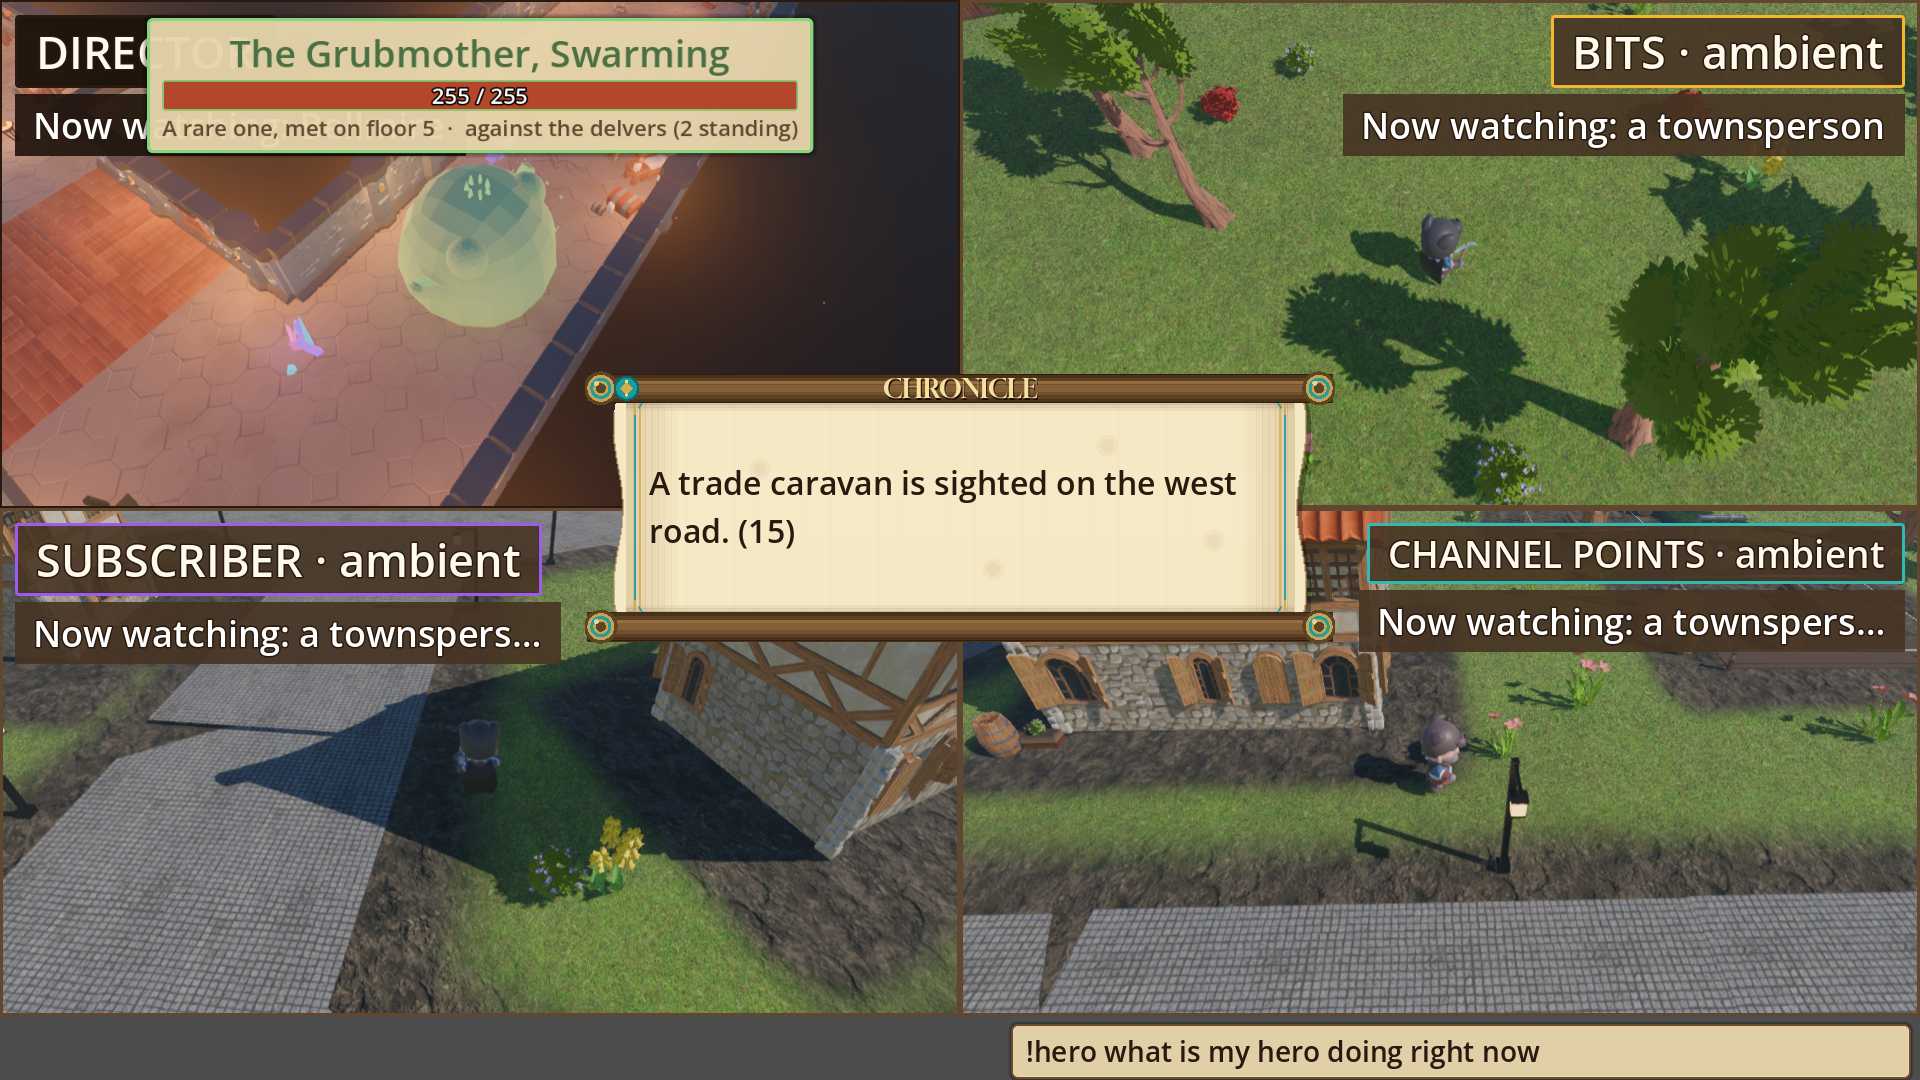 DIRECTOR
The Grubmother, Swarming
255 / 255
Now w
A rare one, met on floor 5 · against the delvers (2 standing)
BITS · ambient
Now watching: a townsperson
CHRONICLE
A trade caravan is sighted on the west
road. (15)
SUBSCRIBER · ambient
Now watching: a townspers...
CHANNEL POINTS · ambient
Now watching: a townspers...
!hero what is my hero doing right now